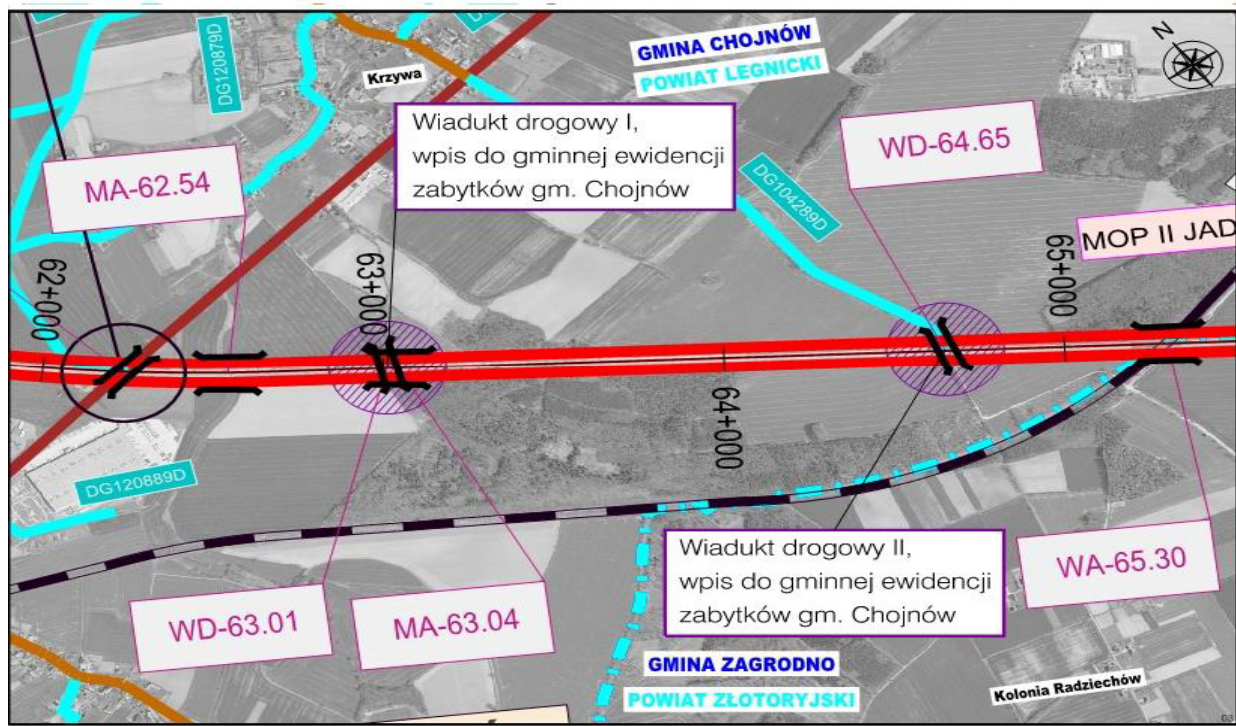 DG120879D
Krzywa
GMINA CHOJNÓW
POWIAT LEGNICKI
N
Wiadukt drogowy I,
wpis do gminnej ewidencji
zabytków gm. Chojnów
WD-64.65
MA-62.54
DG104289D
MOP II JAD
62+000
63+000
65+000
64+000
DG120889D
Wiadukt drogowy II,
wpis do gminnej ewidencji
zabytków gm. Chojnów
WA-65.30
WD-63.01
MA-63.04
GMINA ZAGRODNO
POWIAT ZŁOTORYJSKI
Kolonia Radziechów